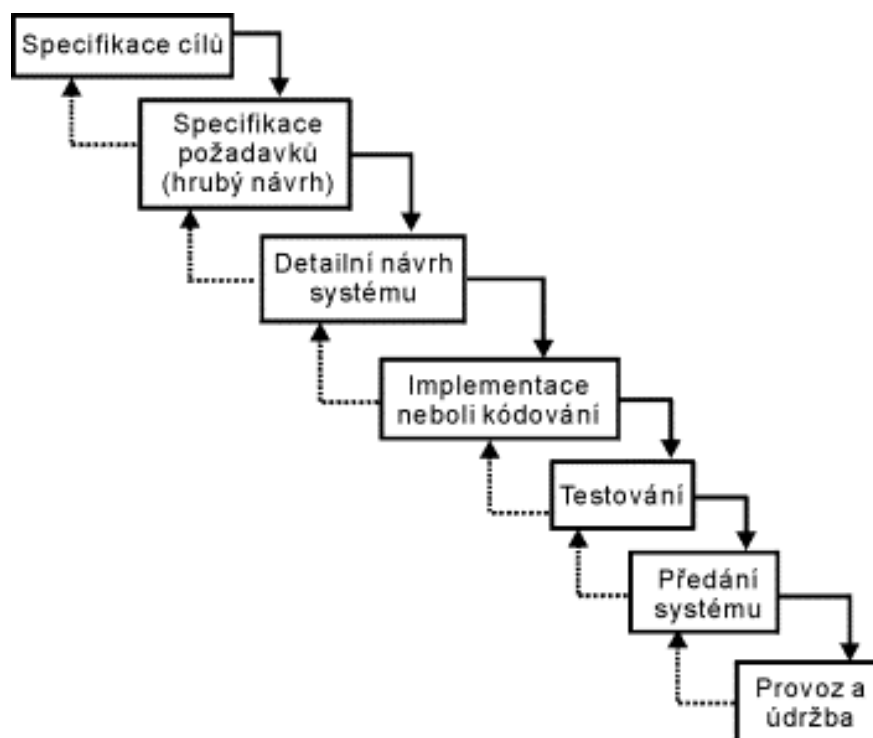 Specifikace cílů
Specifikace
požadavků
(hrubý návrh)
Detailní návrh
systému
Implementace
neboli kódování
Testování
Předání
systému
Provoz a
údržba